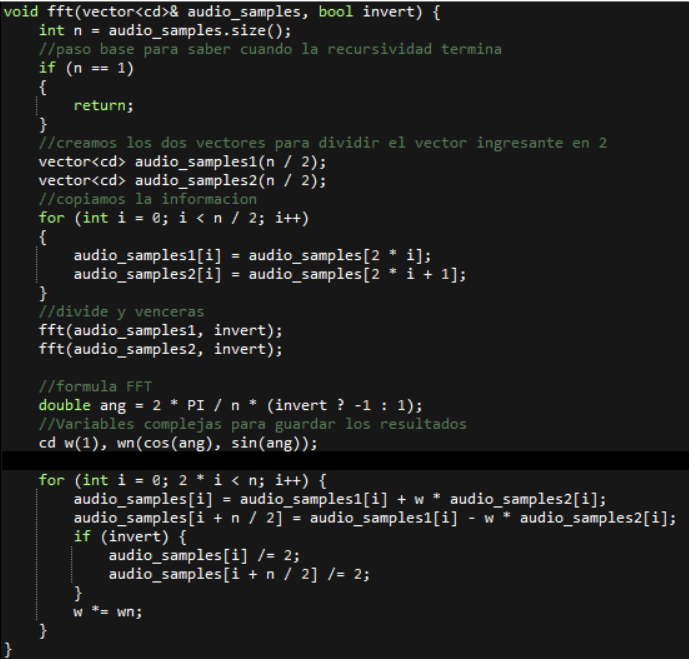 void fft(vector<cd>& audio_samples, bool invert) {
    int n = audio_samples.size();
    //paso base para saber cuando la recursividad termina
    if (n == 1)
    {
        return;
    }
    //creamos los dos vectores para dividir el vector ingresante en 2
    vector<cd> audio_samples1(n / 2);
    vector<cd> audio_samples2(n / 2);
    //copiamos la informacion
    for (int i = 0; i < n / 2; i++)
    {
        audio_samples1[i] = audio_samples[2 * i];
        audio_samples2[i] = audio_samples[2 * i + 1];
    }
    //divide y venceras
    fft(audio_samples1, invert);
    fft(audio_samples2, invert);

    //formula FFT
    double ang = 2 * PI / n * (invert ? -1 : 1);
    //Variables complejas para guardar los resultados
    cd w(1), wn(cos(ang), sin(ang));

    for (int i = 0; 2 * i < n; i++) {
        audio_samples[i] = audio_samples1[i] + w * audio_samples2[i];
        audio_samples[i + n / 2] = audio_samples1[i] - w * audio_samples2[i];
        if (invert) {
            audio_samples[i] /= 2;
            audio_samples[i + n / 2] /= 2;
        }
        w *= wn;
    }
}